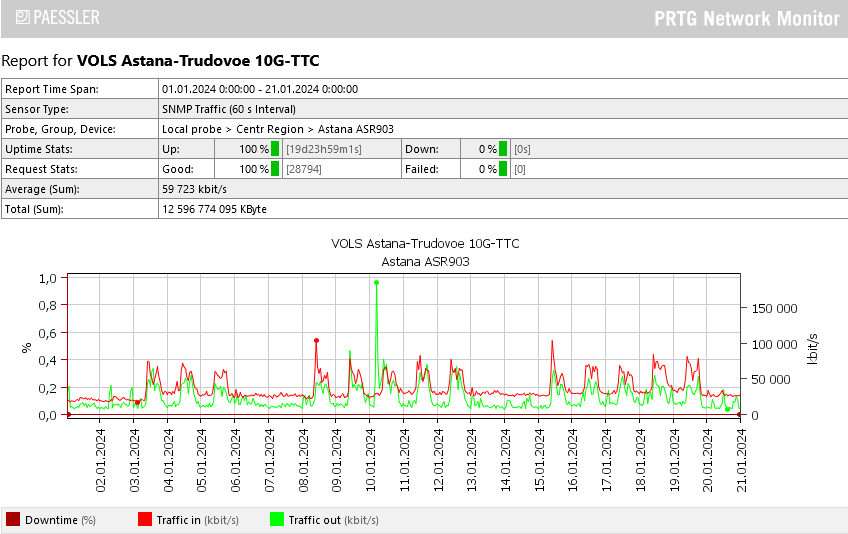 PAESSLER
PRTG Network Monitor
Report for VOLS Astana-Trudovoe 10G-TTC
Report Time Span: 01.01.2024 0:00:00 - 21.01.2024 0:00:00
Sensor Type: SNMP Traffic (60 s Interval)
Probe, Group, Device: Local probe > Centr Region > Astana ASR903
Uptime Stats: Up: 100 % [19d23h59m1s] Down: 0 % [0s]
Request Stats: Good: 100 % [28794] Failed: 0 % [0]
Average (Sum): 59 723 kbit/s
Total (Sum): 12 596 774 095 KByte
VOLS Astana-Trudovoe 10G-TTC
Astana ASR903
1,0
0,8
0,6
0,4
0,2
0,0
%
150 000
100 000
50 000
0
kbit/s
02.01.2024
03.01.2024
04.01.2024
05.01.2024
06.01.2024
07.01.2024
08.01.2024
09.01.2024
10.01.2024
11.01.2024
12.01.2024
13.01.2024
14.01.2024
15.01.2024
16.01.2024
17.01.2024
18.01.2024
19.01.2024
20.01.2024
21.01.2024
Downtime (%) Traffic in (kbit/s) Traffic out (kbit/s)